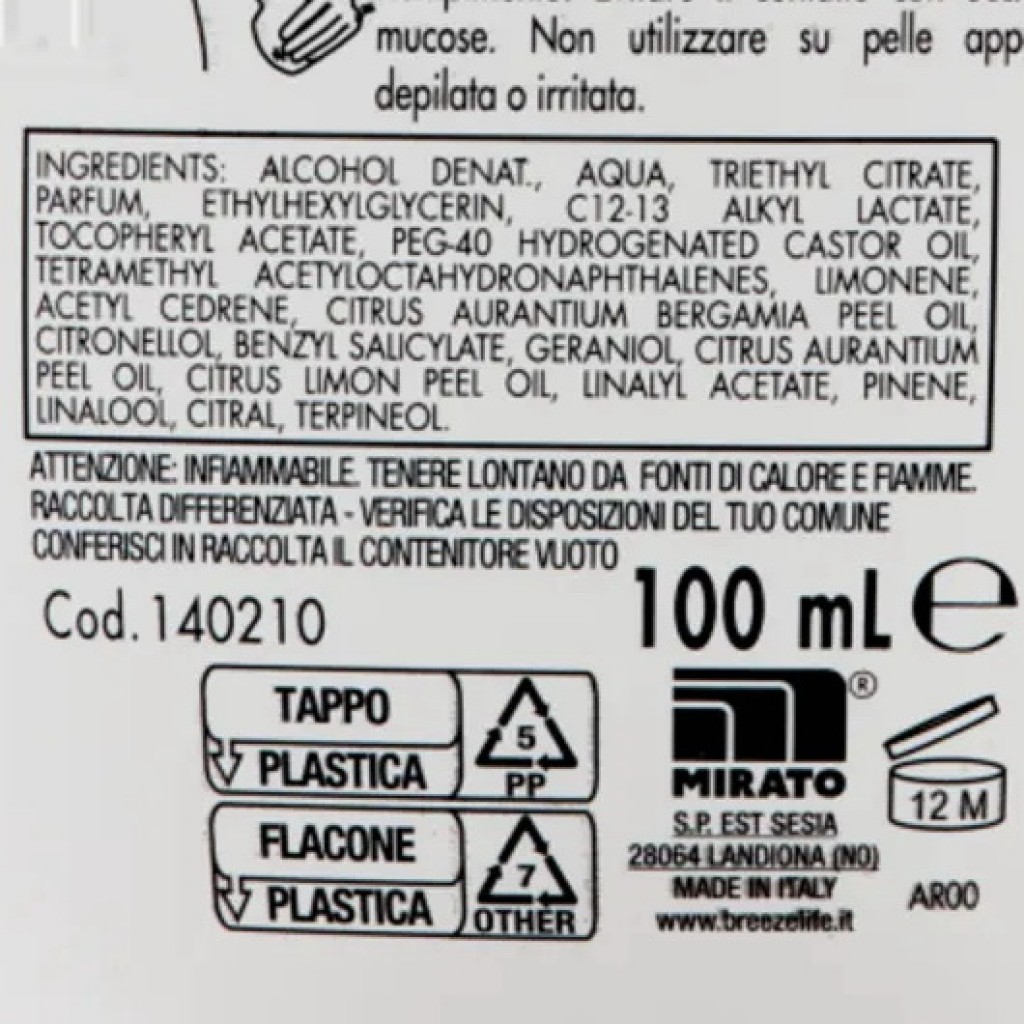 mucose. Non utilizzare su pelle app
depilata o irritata.
INGREDIENTS: ALCOHOL DENAT., AQUA, TRIETHYL CITRATE,
PARFUM, ETHYLHEXYLGLYCERIN, C12-13 ALKYL LACTATE,
TOCOPHERYL ACETATE, PEG-40 HYDROGENATED CASTOR OIL,
TETRAMETHYL ACETYLOCTAHYDRONAPHTHALENES, LIMONENE,
ACETYL CEDRENE, CITRUS AURANTIUM BERGAMIA PEEL OIL,
CITRONELLOL, BENZYL SALICYLATE, GERANIOL, CITRUS AURANTIUM
PEEL OIL, CITRUS LIMON PEEL OIL, LINALYL ACETATE, PINENE,
LINALOOL, CITRAL, TERPINEOL.
ATTENZIONE: INFIAMMABILE. TENERE LONTANO DA FONTI DI CALORE E FIAMME.
RACCOLTA DIFFERENZIATA - VERIFICA LE DISPOSIZIONI DEL TUO COMUNE
CONFERISCI IN RACCOLTA IL CONTENITORE VUOTO
Cod. 140210
100 mL ℮
TAPPO
PLASTICA
5
PP
FLACONE
PLASTICA
7
OTHER
®
MIRATO
S.P. EST SESIA
28064 LANDIONA (NO)
MADE IN ITALY
www.breezelife.it
12 M
AR00